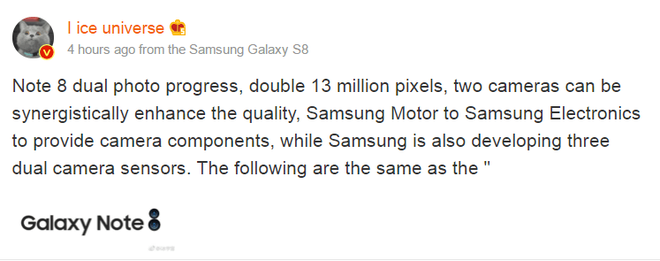 I ice universe
4 hours ago from the Samsung Galaxy S8
Note 8 dual photo progress, double 13 million pixels, two cameras can be
synergistically enhance the quality, Samsung Motor to Samsung Electronics
to provide camera components, while Samsung is also developing three
dual camera sensors. The following are the same as the "
Galaxy Note 8